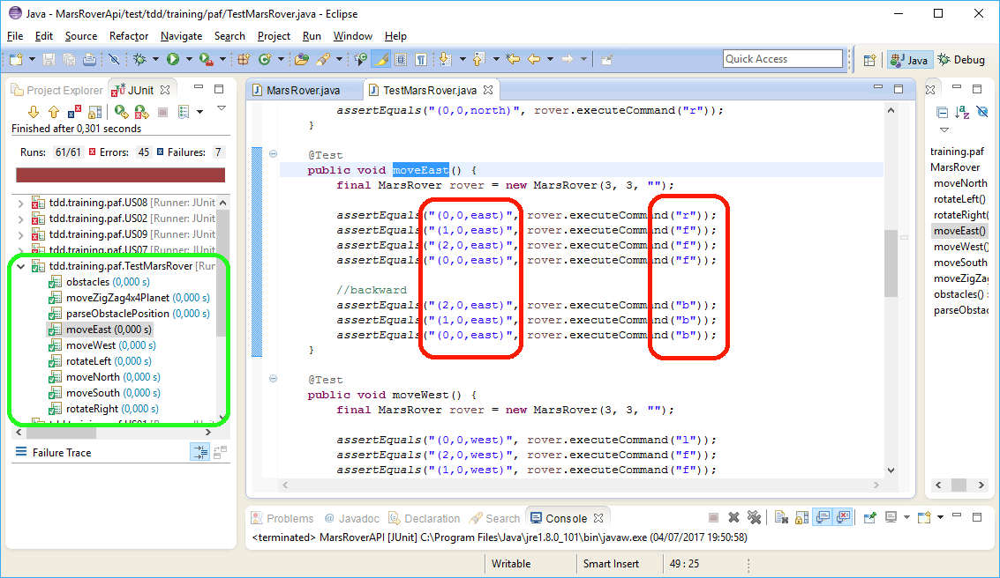 Java - MarsRoverApi/test/tdd/training/paf/TestMarsRover.java - Eclipse
File Edit Source Refactor Navigate Search Project Run Window Help
Quick Access
Java
Debug
Project Explorer
JUnit
Finished after 0,301 seconds
Runs: 61/61 Errors: 45 Failures: 7
tdd.training.paf.US08 [Runner: JUnit
tdd.training.paf.US02 [Runner: JUnit
tdd.training.paf.US09 [Runner: JUnit
tdd.training.paf.US07 [Runner: JUnit
tdd.training.paf.TestMarsRover [Run
obstacles (0,000 s)
moveZigZag4x4Planet (0,000 s)
parseObstaclePosition (0,000 s)
moveEast (0,000 s)
moveWest (0,000 s)
rotateLeft (0,000 s)
moveNorth (0,000 s)
moveSouth (0,000 s)
rotateRight (0,000 s)
Failure Trace
MarsRover.java
TestMarsRover.java
assertEquals("(0,0,north)", rover.executeCommand("r"));
}
@Test
public void moveEast() {
final MarsRover rover = new MarsRover(3, 3, "");
assertEquals("(0,0,east)", rover.executeCommand("r"));
assertEquals("(1,0,east)", rover.executeCommand("f"));
assertEquals("(2,0,east)", rover.executeCommand("f"));
assertEquals("(0,0,east)", rover.executeCommand("f"));
//backward
assertEquals("(2,0,east)", rover.executeCommand("b"));
assertEquals("(1,0,east)", rover.executeCommand("b"));
assertEquals("(0,0,east)", rover.executeCommand("b"));
}
@Test
public void moveWest() {
final MarsRover rover = new MarsRover(3, 3, "");
assertEquals("(0,0,west)", rover.executeCommand("l"));
assertEquals("(2,0,west)", rover.executeCommand("f"));
assertEquals("(1,0,west)", rover.executeCommand("f"));
training.paf
MarsRover
moveNorth
rotateLeft()
rotateRight(
moveEast()
moveWest()
moveSouth
moveZigZag
obstacles() :
parseObstac
Problems @ Javadoc Declaration Search Console
<terminated> MarsRoverAPI [JUnit] C:\Program Files\Java\jre1.8.0_101\bin\javaw.exe (04/07/2017 19:50:58)
Writable
Smart Insert
49 : 25